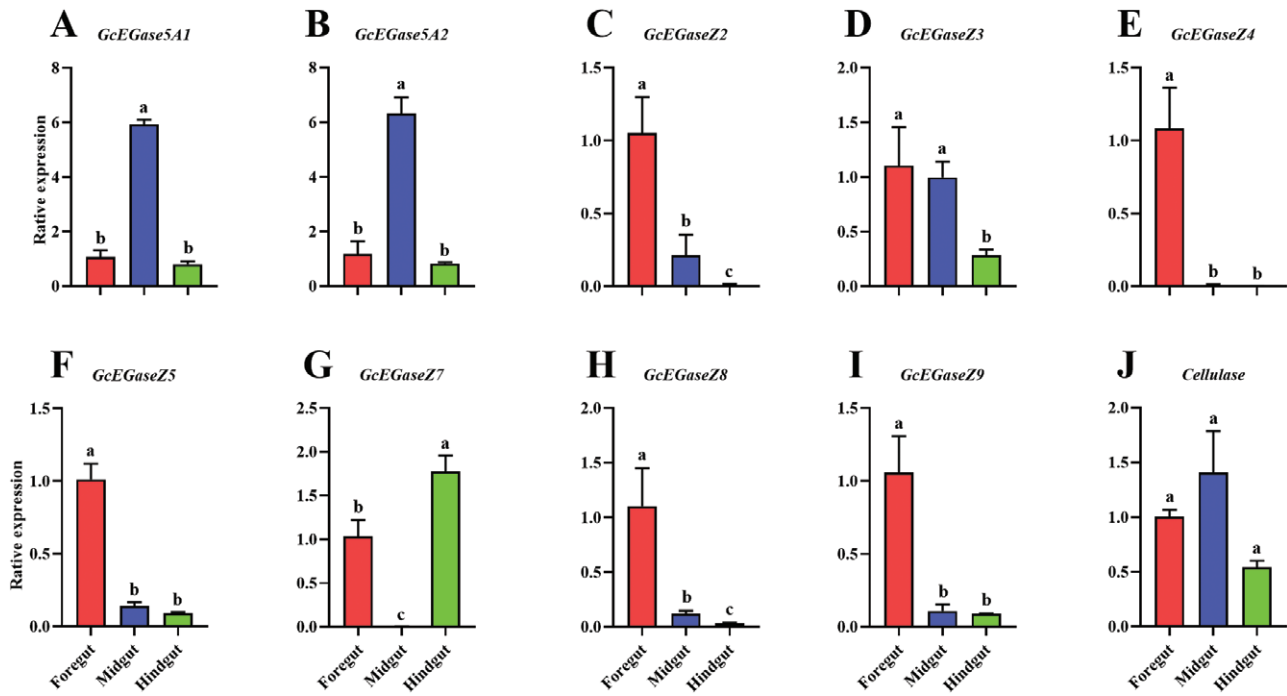 A GcEGase5A1
B GcEGase5A2
C GcEGaseZ2
D GcEGaseZ3
E GcEGaseZ4
Rative expression
8 6 4 2 0
b a b
8 6 4 2 0
b a b
1.5 1.0 0.5 0.0
a b c
2.0 1.5 1.0 0.5 0.0
a a b
1.5 1.0 0.5 0.0
a b b
F GcEGaseZ5
G GcEGaseZ7
H GcEGaseZ8
I GcEGaseZ9
J Cellulase
Rative expression
1.5 1.0 0.5 0.0
a b b
2.5 2.0 1.5 1.0 0.5 0.0
b c a
2.0 1.5 1.0 0.5 0.0
a b c
1.5 1.0 0.5 0.0
a b b
2.0 1.5 1.0 0.5 0.0
a a a
Foregut Midgut Hindgut
Foregut Midgut Hindgut
Foregut Midgut Hindgut
Foregut Midgut Hindgut
Foregut Midgut Hindgut